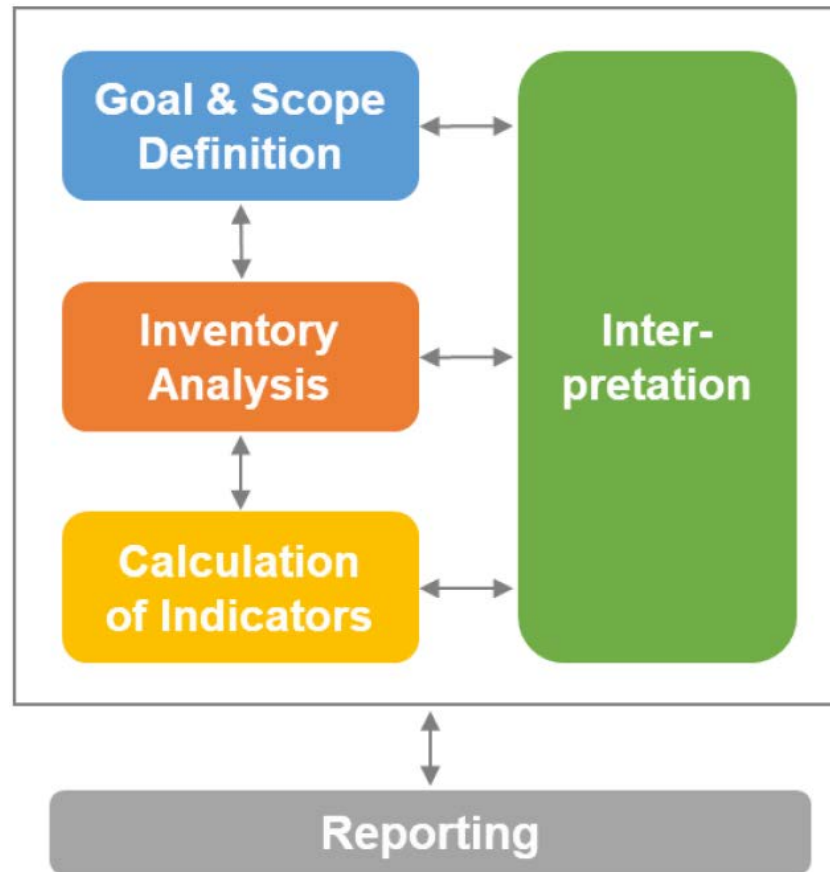 Goal & Scope
Definition
Inventory
Analysis
Inter-
pretation
Calculation
of Indicators
Reporting